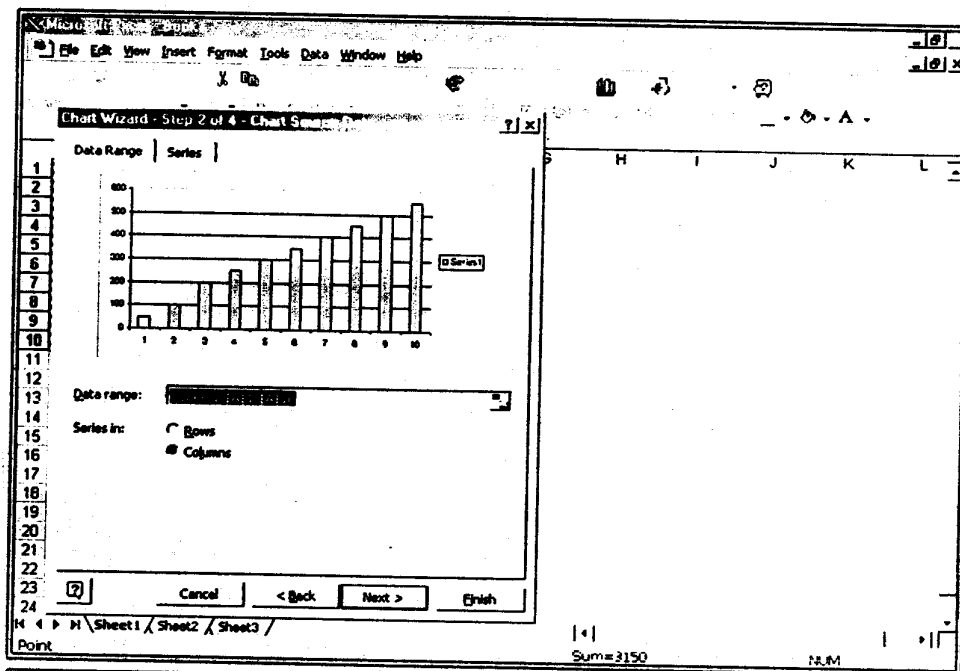 File Edit View Insert Format Tools Data Window Help
Chart Wizard - Step 2 of 4 - Chart
Data Range Series
H I J K L
600
500
400
300
200
100
0
1 2 3 4 5 6 7 8 9 10
Series1
Data range:
Series in:
Rows
Columns
1
2
3
4
5
6
7
8
9
10
11
12
13
14
15
16
17
18
19
20
21
22
23
24
Cancel < Back Next > Finish
Sheet1 Sheet2 Sheet3
Point
Sum=3150
NUM